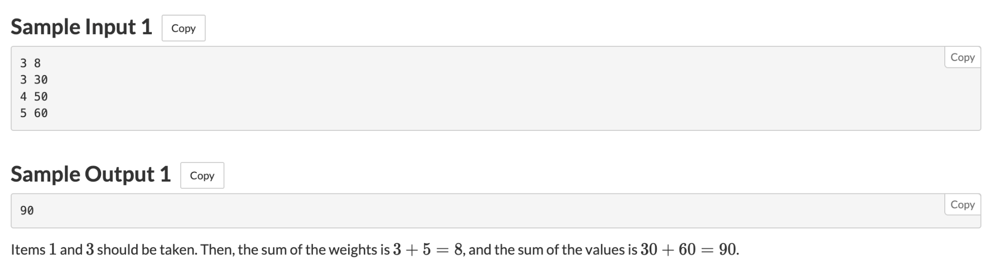 Sample Input 1 Copy
Copy
3 8
3 30
4 50
5 60
Sample Output 1 Copy
Copy
90
Items 1 and 3 should be taken. Then, the sum of the weights is 3 + 5 = 8, and the sum of the values is 30 + 60 = 90.